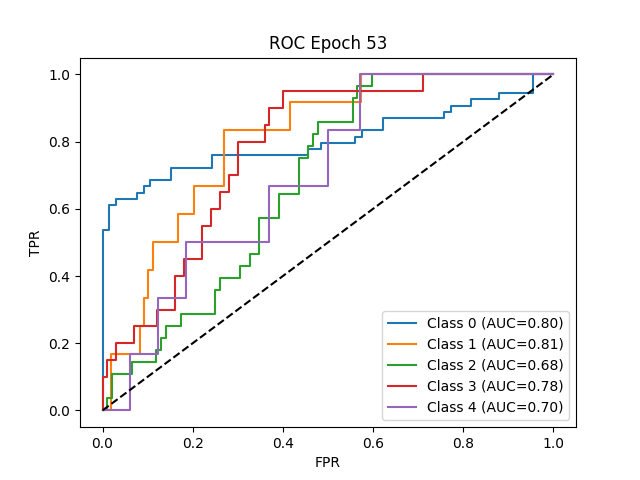 ROC Epoch 53
TPR
1.0
0.8
0.6
0.4
0.2
0.0
Class 0 (AUC=0.80)
Class 1 (AUC=0.81)
Class 2 (AUC=0.68)
Class 3 (AUC=0.78)
Class 4 (AUC=0.70)
0.0 0.2 0.4 0.6 0.8 1.0
FPR